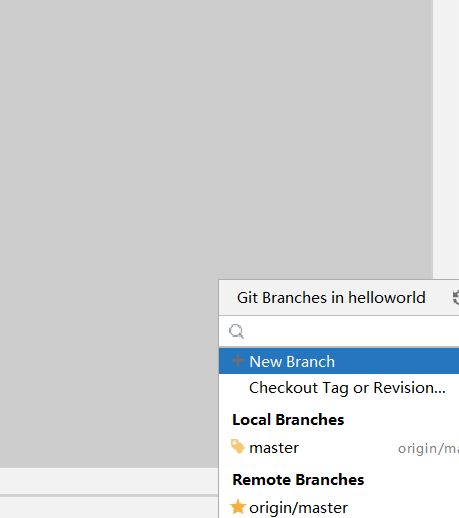 Git Branches in helloworld
New Branch
Checkout Tag or Revision...
Local Branches
master origin/ma
Remote Branches
origin/master